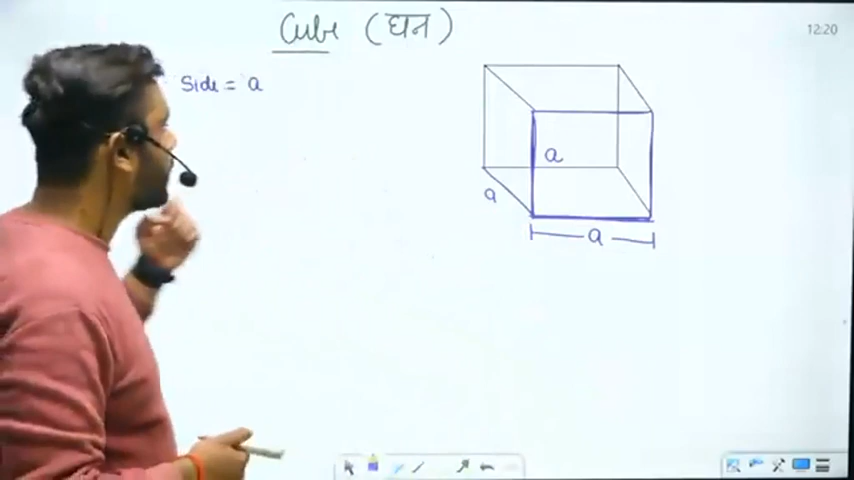 Cube (घन)
12:20
Side = a
a
a
a